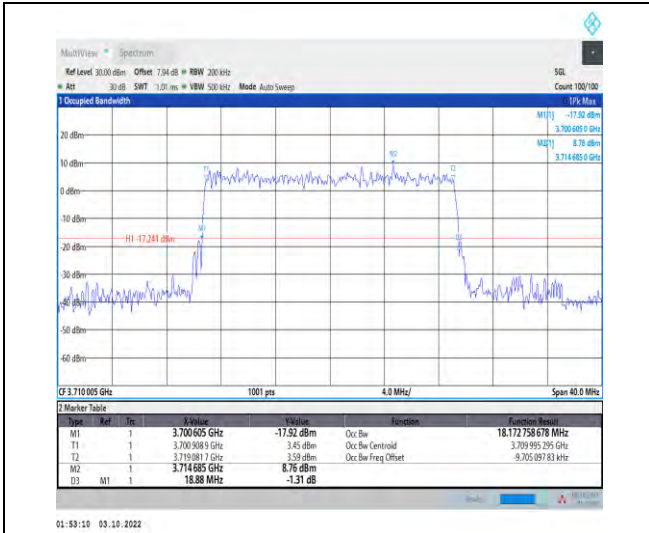 MultiView Spectrum
Ref Level 30.00 dBm Offset 7.94 dB RBW 200 kHz SGL
Att 30 dB SWT 1.01 ms VBW 500 kHz Mode Auto Sweep Count 100/100
1 Occupied Bandwidth 1Pk Max
M1[1] -17.92 dBm
3.700 605 0 GHz
M2[1] 8.76 dBm
3.714 685 0 GHz
20 dBm
M2
10 dBm
T1 T2
0 dBm
-10 dBm
M1
H1 -17.241 dBm D3
-20 dBm
-30 dBm
-40 dBm
-50 dBm
-60 dBm
CF 3.710 005 GHz 1001 pts 4.0 MHz/ Span 40.0 MHz
2 Marker Table
Type Ref Trc X-Value Y-Value Function Function Result
M1 1 3.700 605 GHz -17.92 dBm Occ Bw 18.172 758 678 MHz
T1 1 3.700 908 9 GHz 3.45 dBm Occ Bw Centroid 3.709 995 295 GHz
T2 1 3.719 081 7 GHz 3.59 dBm Occ Bw Freq Offset -9.705 097 83 kHz
M2 1 3.714 685 GHz 8.76 dBm
D3 M1 1 18.88 MHz -1.31 dB
01:53:10 03.10.2022